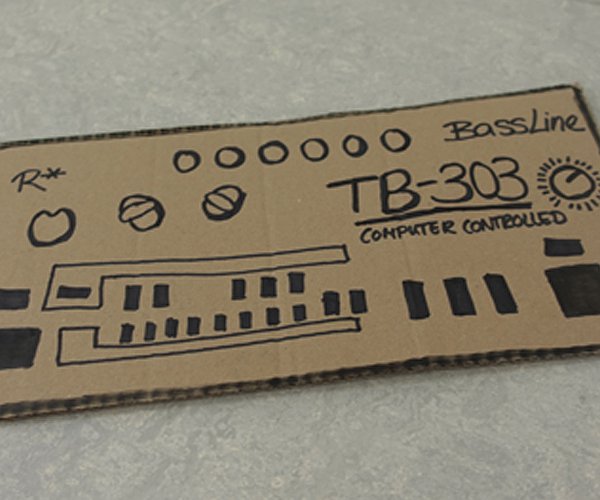 BassLine
R*
TB-303
COMPUTER CONTROLLED